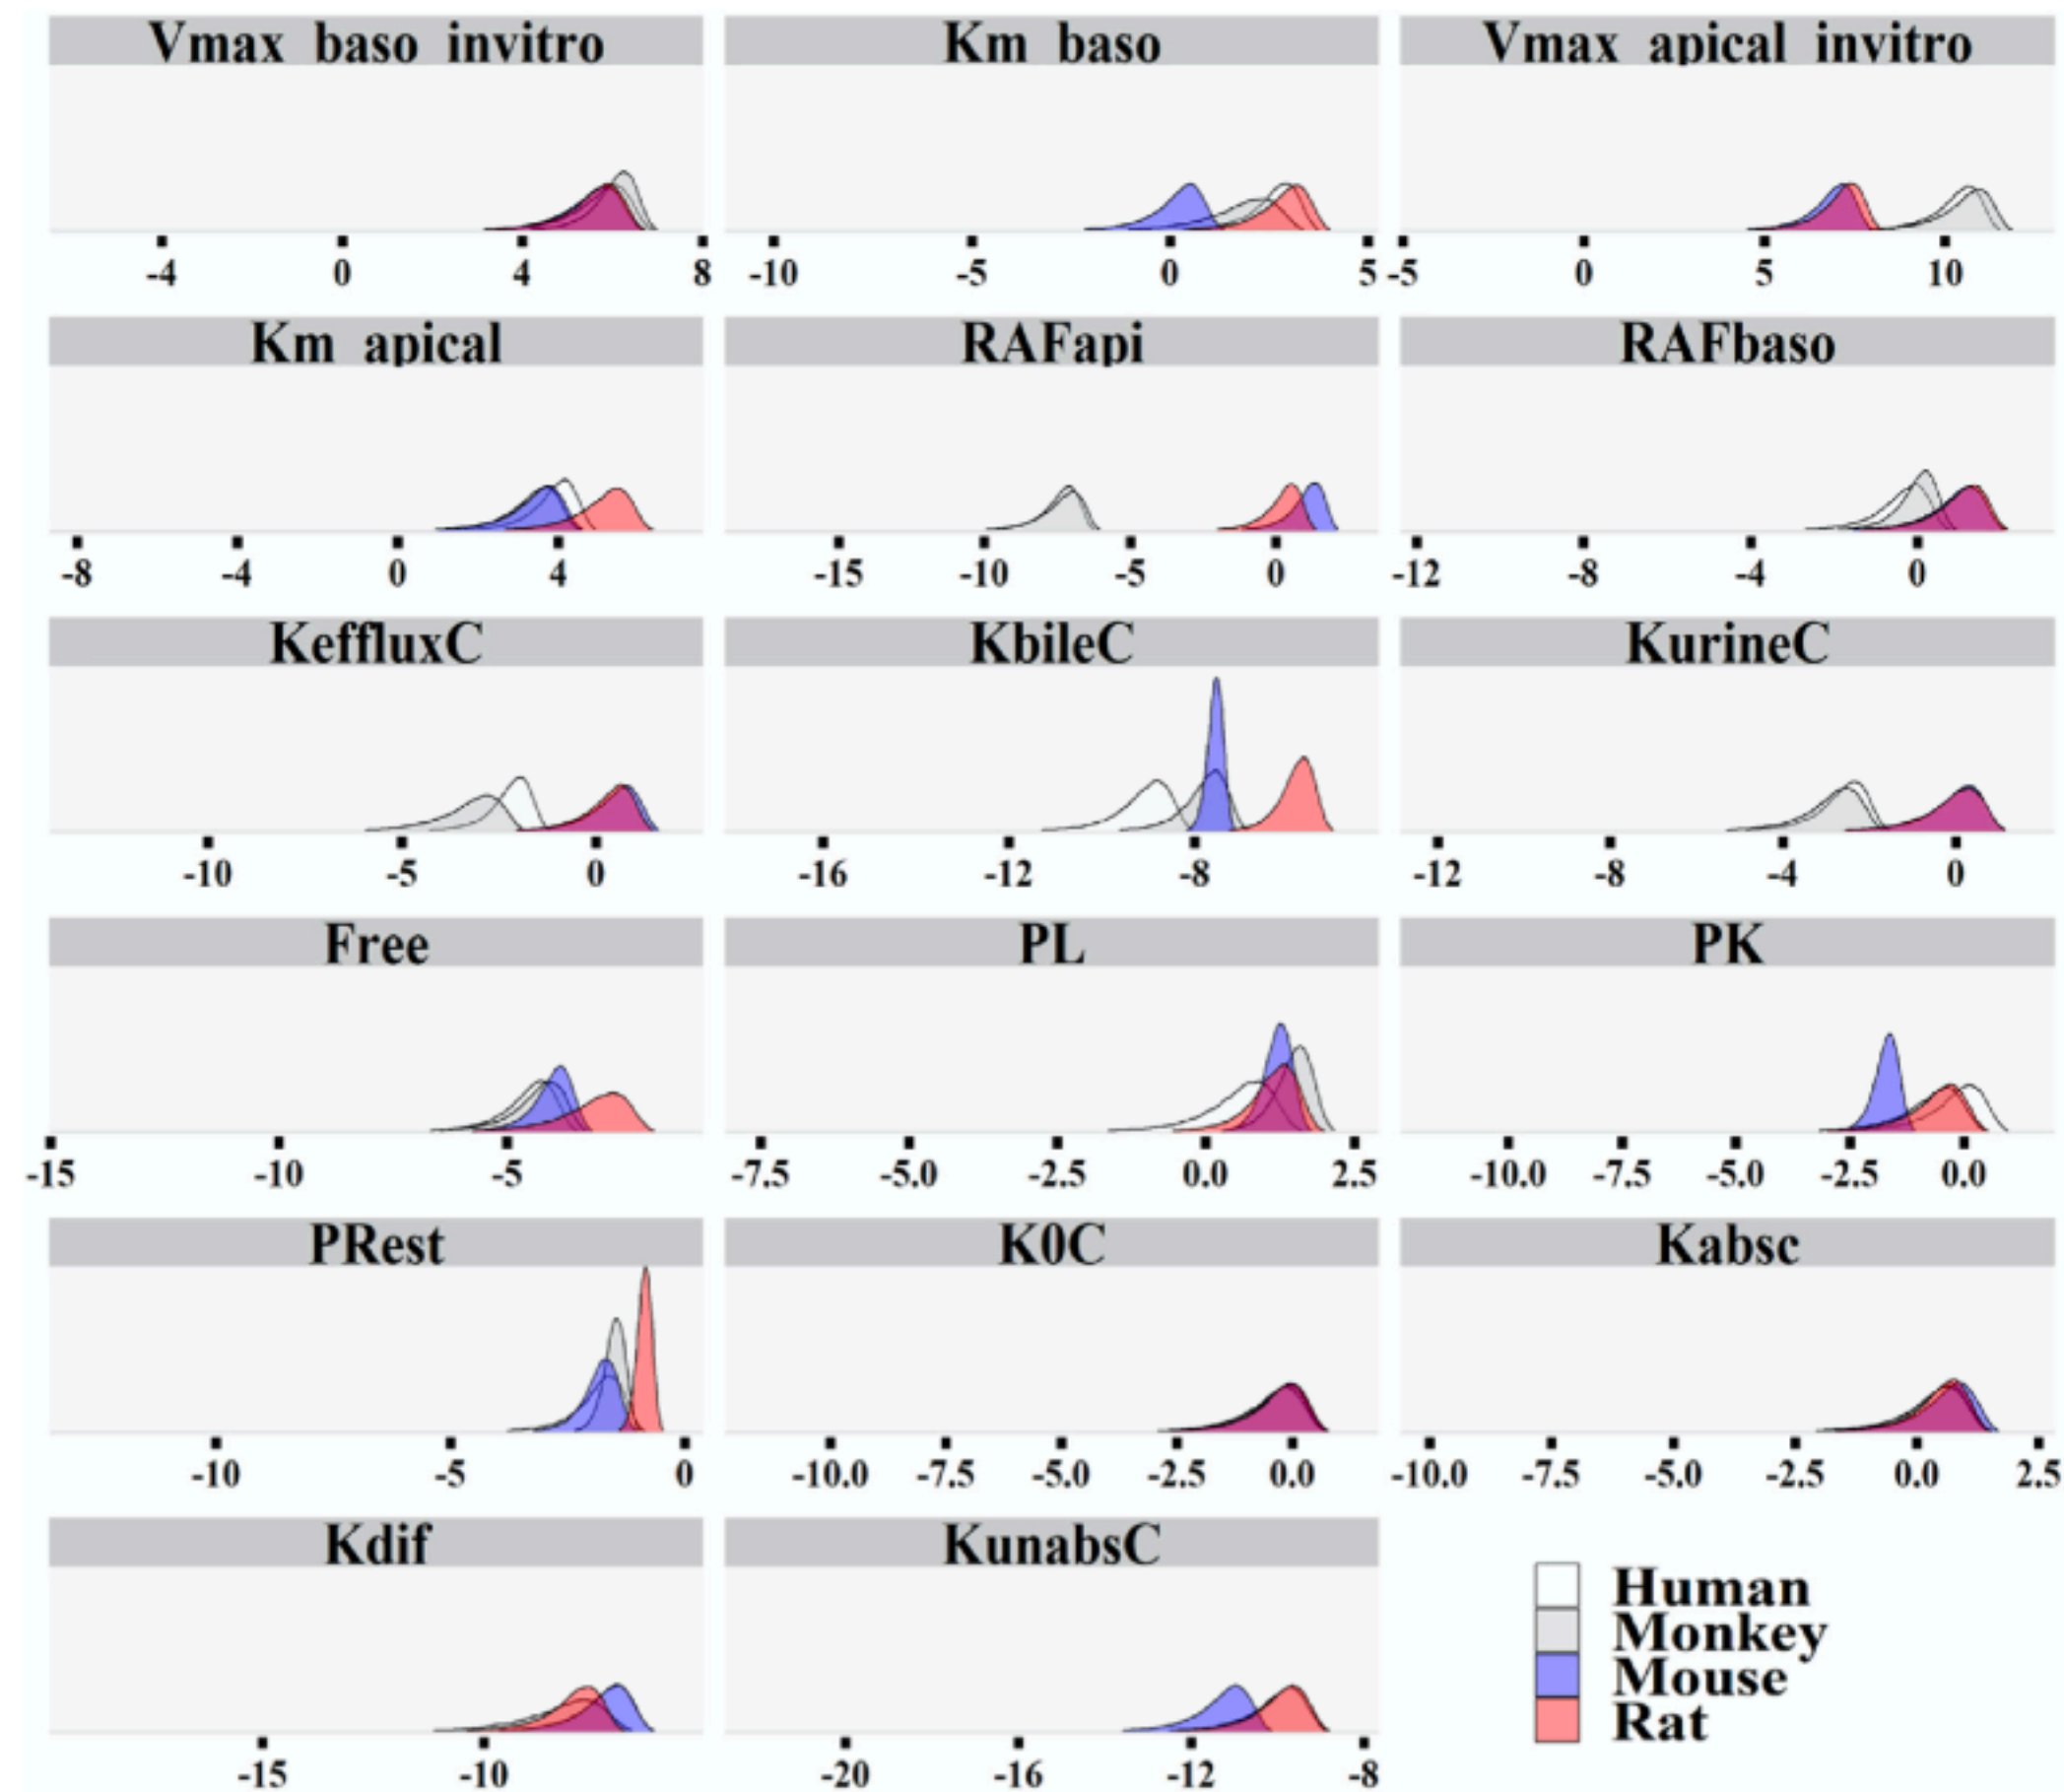 Vmax baso invitro Km baso Vmax apical invitro
-4 0 4 8 -10 -5 0 5 -5 0 5 10
Km apical RAFapi RAFbaso
-8 -4 0 4 -15 -10 -5 0 -12 -8 -4 0
KeffluxC KbileC KurineC
-10 -5 0 -16 -12 -8 -12 -8 -4 0
Free PL PK
-15 -10 -5 -7.5 -5.0 -2.5 0.0 2.5 -10.0 -7.5 -5.0 -2.5 0.0
PRest K0C Kabsc
-10 -5 0 -10.0 -7.5 -5.0 -2.5 0.0 -10.0 -7.5 -5.0 -2.5 0.0 2.5
Kdif KunabsC
-15 -10 -20 -16 -12 -8
Human
Monkey
Mouse
Rat